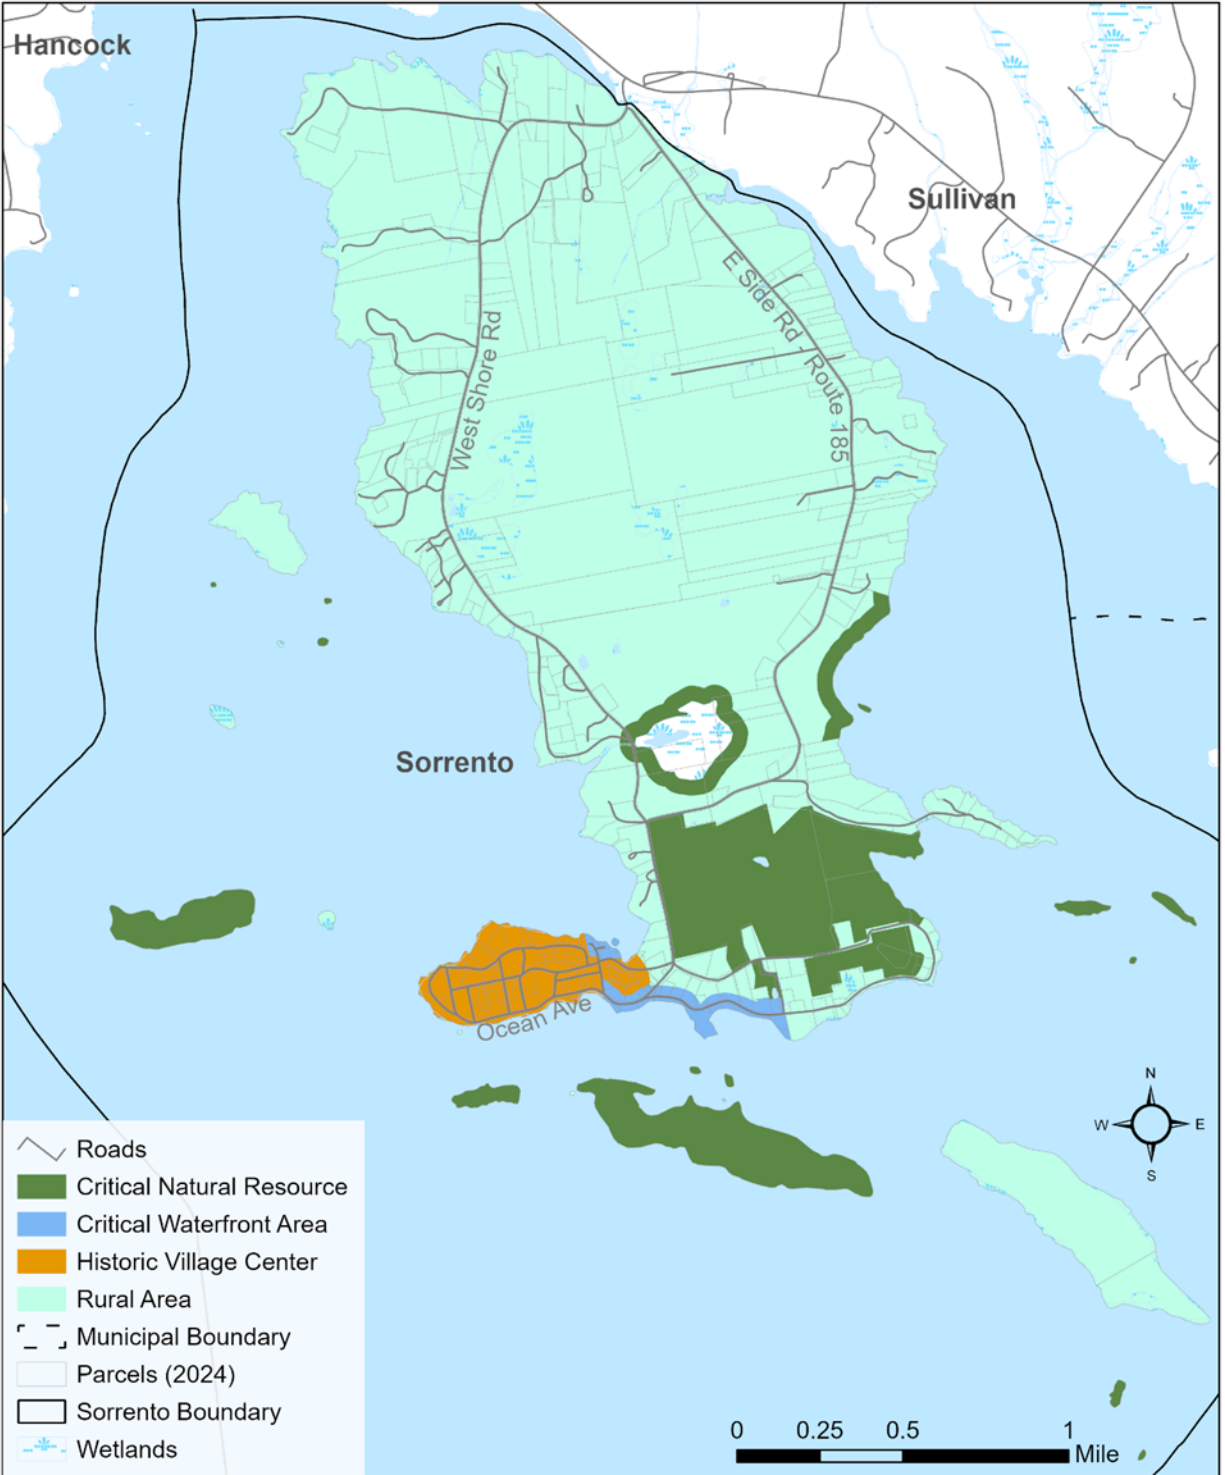 Hancock
Sullivan
E Side Rd - Route 185
West Shore Rd
Sorrento
Ocean Ave
N
W
E
S
Roads
Critical Natural Resource
Critical Waterfront Area
Historic Village Center
Rural Area
Municipal Boundary
Parcels (2024)
Sorrento Boundary
Wetlands
0 0.25 0.5 1
Mile